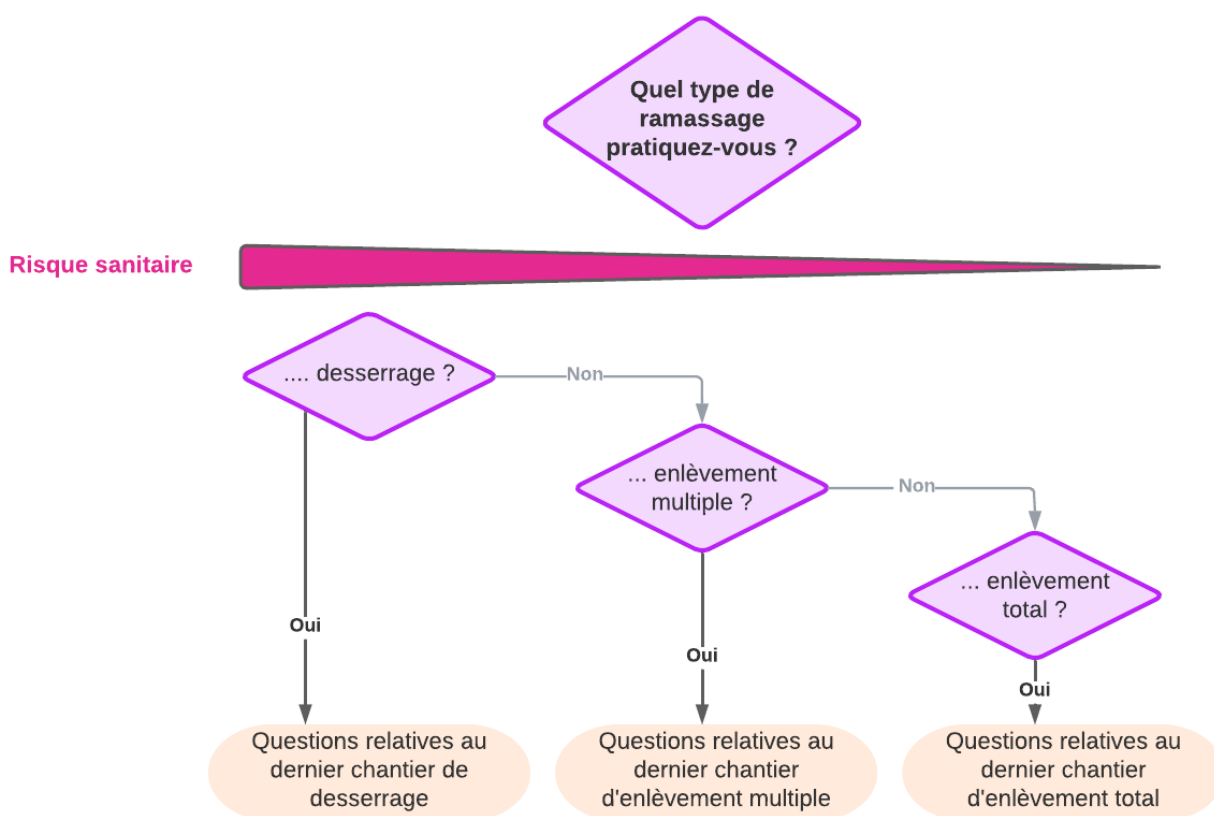 Quel type de
ramassage
pratiquez-vous ?
Risque sanitaire
.... desserrage ?
Non
... enlèvement
multiple ?
Non
... enlèvement
total ?
Oui
Oui
Oui
Questions relatives au
dernier chantier de
desserrage
Questions relatives au
dernier chantier
d'enlèvement multiple
Questions relatives au
dernier chantier
d'enlèvement total